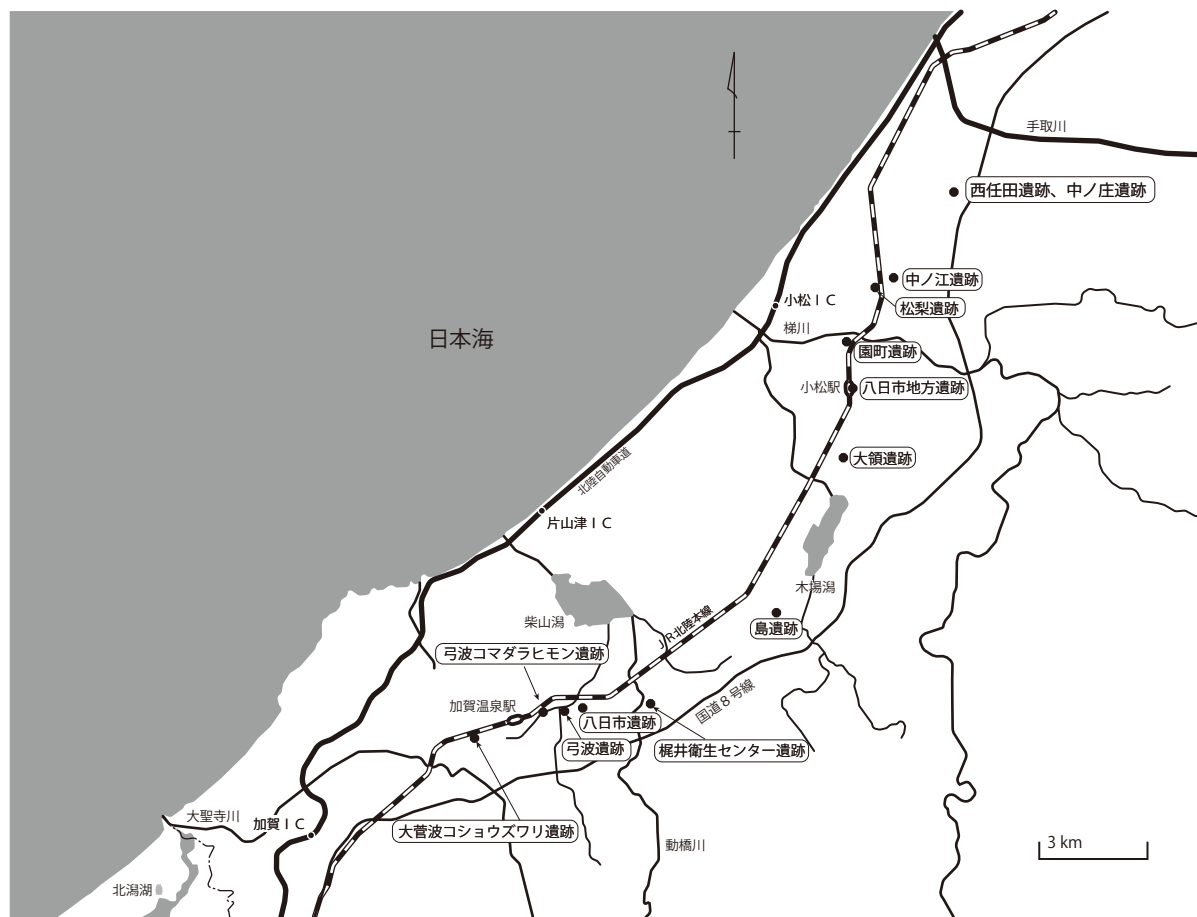 手取川
西任田遺跡、中ノ庄遺跡
中ノ江遺跡
小松ＩＣ
松梨遺跡
梯川
日本海
園町遺跡
小松駅
八日市地方遺跡
大領遺跡
北陸自動車道
片山津ＩＣ
木場潟
柴山潟
島遺跡
ＪＲ北陸本線
弓波コマダラヒモン遺跡
国道８号線
加賀温泉駅
八日市遺跡
弓波遺跡
梶井衛生センター遺跡
大聖寺川
加賀ＩＣ
大菅波コショウズワリ遺跡
動橋川
3 km
北潟湖